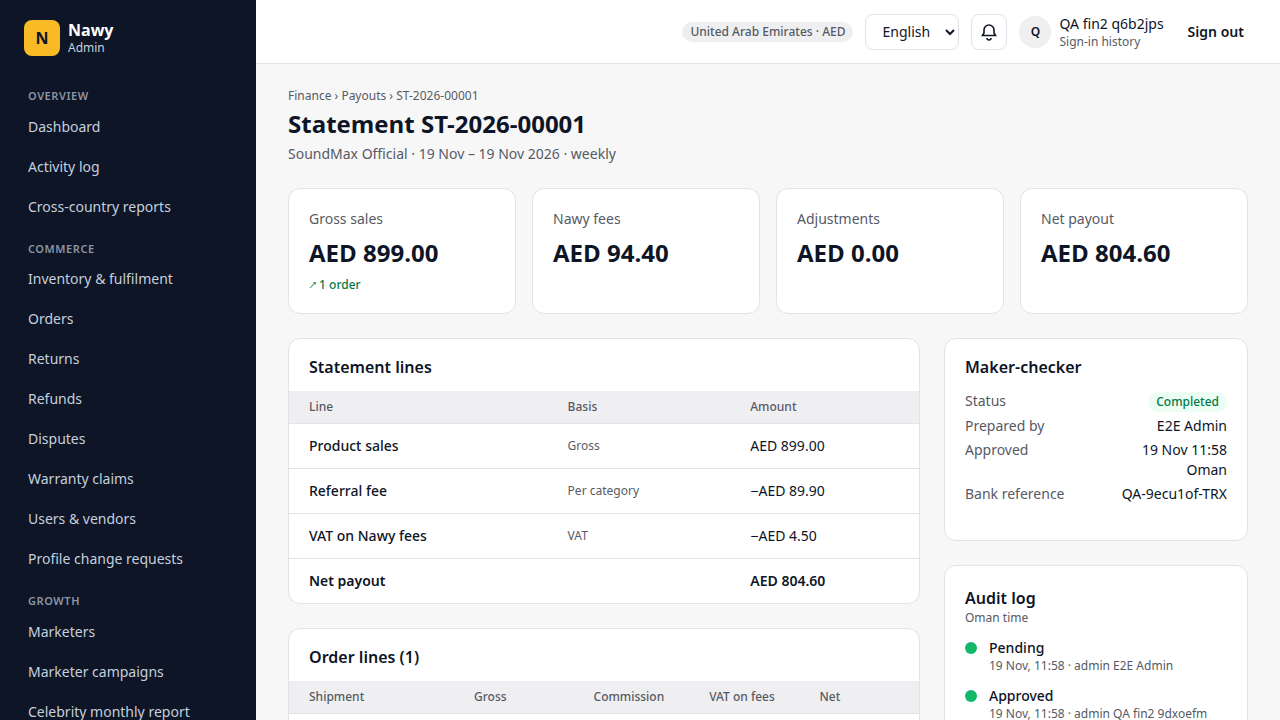 N
Nawy
Admin
OVERVIEW
Dashboard
Activity log
Cross-country reports
COMMERCE
Inventory & fulfilment
Orders
Returns
Refunds
Disputes
Warranty claims
Users & vendors
Profile change requests
GROWTH
Marketers
Marketer campaigns
Celebrity monthly report
United Arab Emirates · AED
English
Q
QA fin2 q6b2jps
Sign-in history
Sign out
Finance › Payouts › ST-2026-00001
Statement ST-2026-00001
SoundMax Official · 19 Nov – 19 Nov 2026 · weekly
Gross sales
AED 899.00
↗ 1 order
Nawy fees
AED 94.40
Adjustments
AED 0.00
Net payout
AED 804.60
Statement lines
Line Basis Amount
Product sales Gross AED 899.00
Referral fee Per category −AED 89.90
VAT on Nawy fees VAT −AED 4.50
Net payout AED 804.60
Order lines (1)
Shipment Gross Commission VAT on fees Net
Maker-checker
Status Completed
Prepared by E2E Admin
Approved 19 Nov 11:58
Oman
Bank reference QA-9ecu1of-TRX
Audit log
Oman time
Pending
19 Nov, 11:58 · admin E2E Admin
Approved
19 Nov, 11:58 · admin QA fin2 9dxoefm